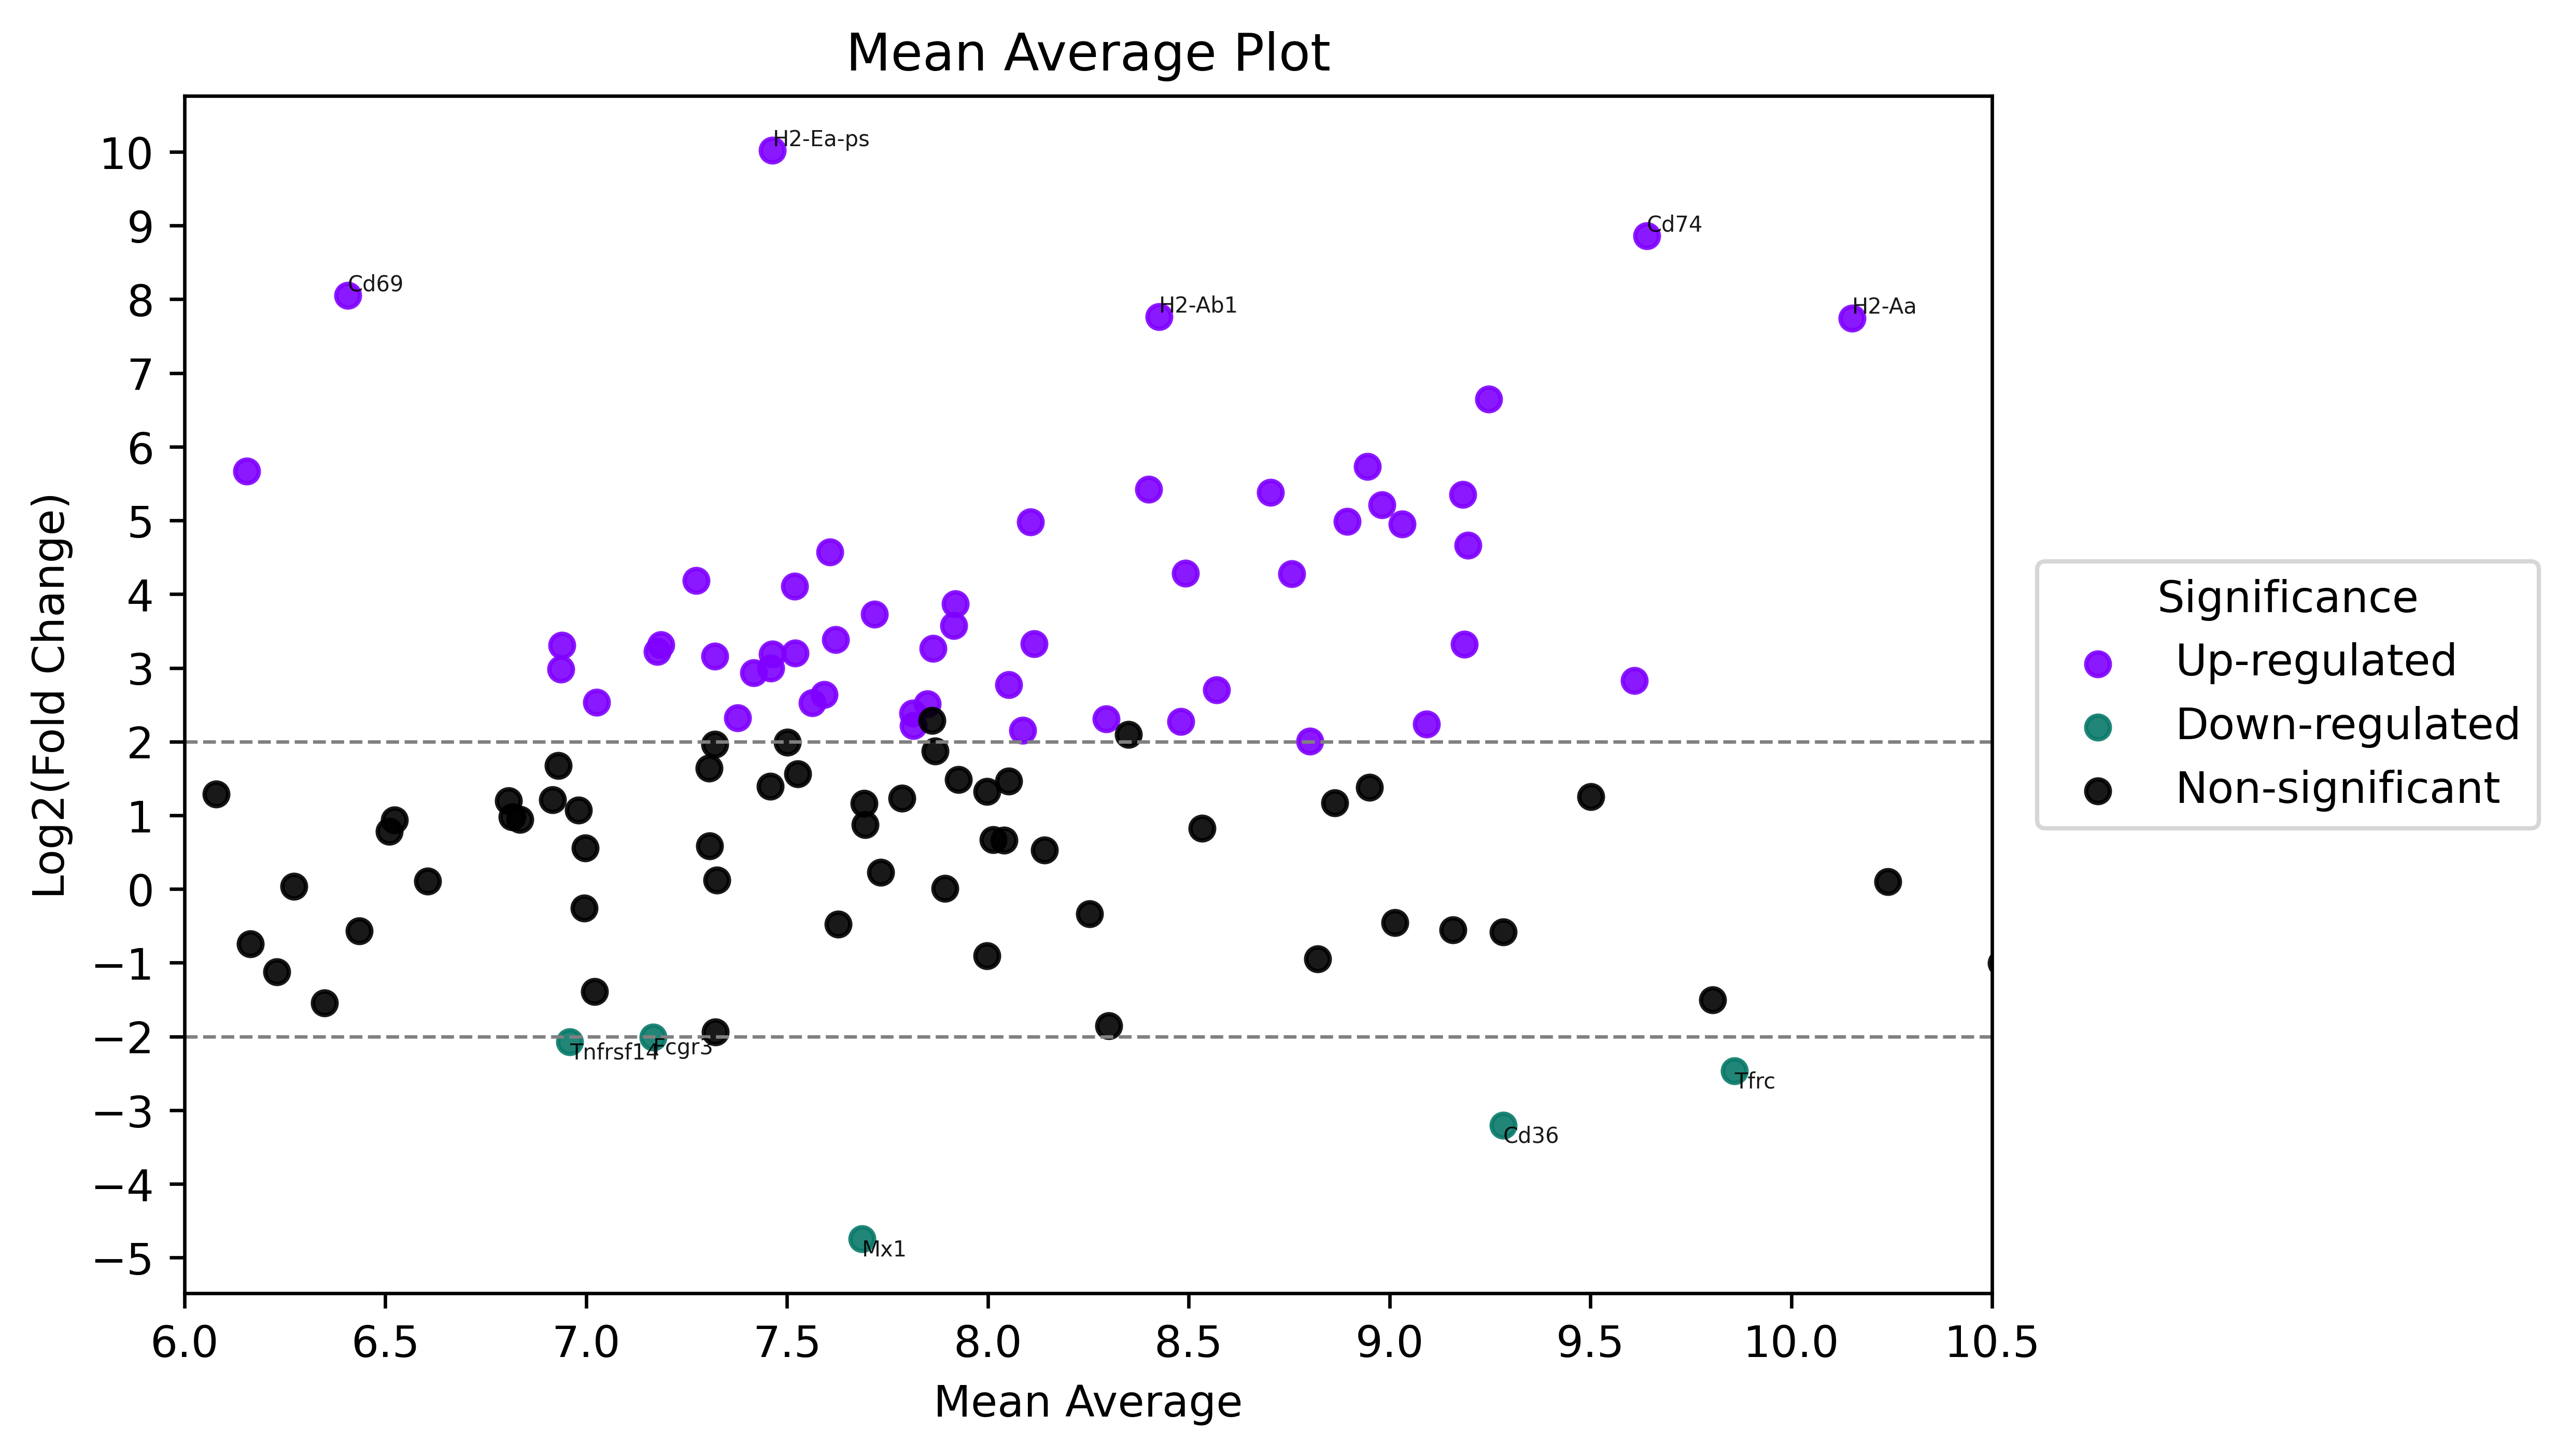 Mean Average Plot
H2-Ea-ps
Cd74
Cd69
H2-Ab1
H2-Aa
Tnfrsf14
Fcgr3
Tfrc
Cd36
Mx1
Log2(Fold Change)
10
9
8
7
6
5
4
3
2
1
0
−1
−2
−3
−4
−5
6.0 6.5 7.0 7.5 8.0 8.5 9.0 9.5 10.0 10.5
Mean Average
Significance
Up-regulated
Down-regulated
Non-significant